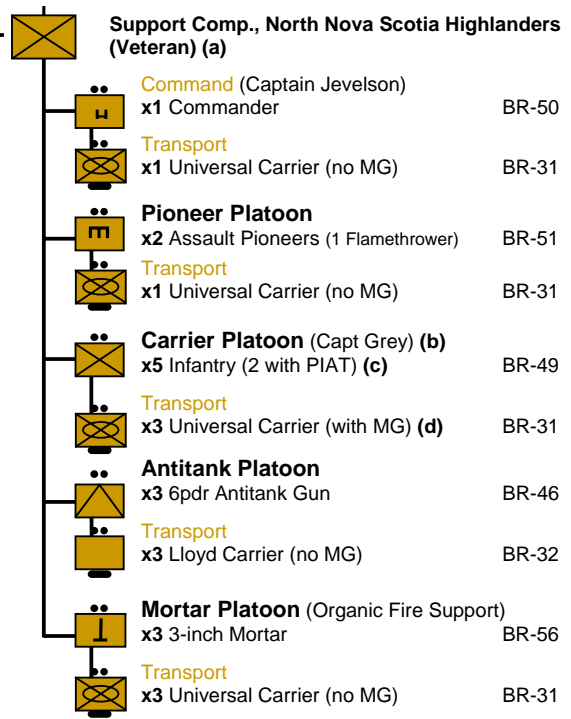 Support Comp., North Nova Scotia Highlanders
(Veteran) (a)
Command (Captain Jevelson)
x1 Commander BR-50
Transport
x1 Universal Carrier (no MG) BR-31
Pioneer Platoon
x2 Assault Pioneers (1 Flamethrower) BR-51
Transport
x1 Universal Carrier (no MG) BR-31
Carrier Platoon (Capt Grey) (b)
x5 Infantry (2 with PIAT) (c) BR-49
Transport
x3 Universal Carrier (with MG) (d) BR-31
Antitank Platoon
x3 6pdr Antitank Gun BR-46
Transport
x3 Lloyd Carrier (no MG) BR-32
Mortar Platoon (Organic Fire Support)
x3 3-inch Mortar BR-56
Transport
x3 Universal Carrier (no MG) BR-31